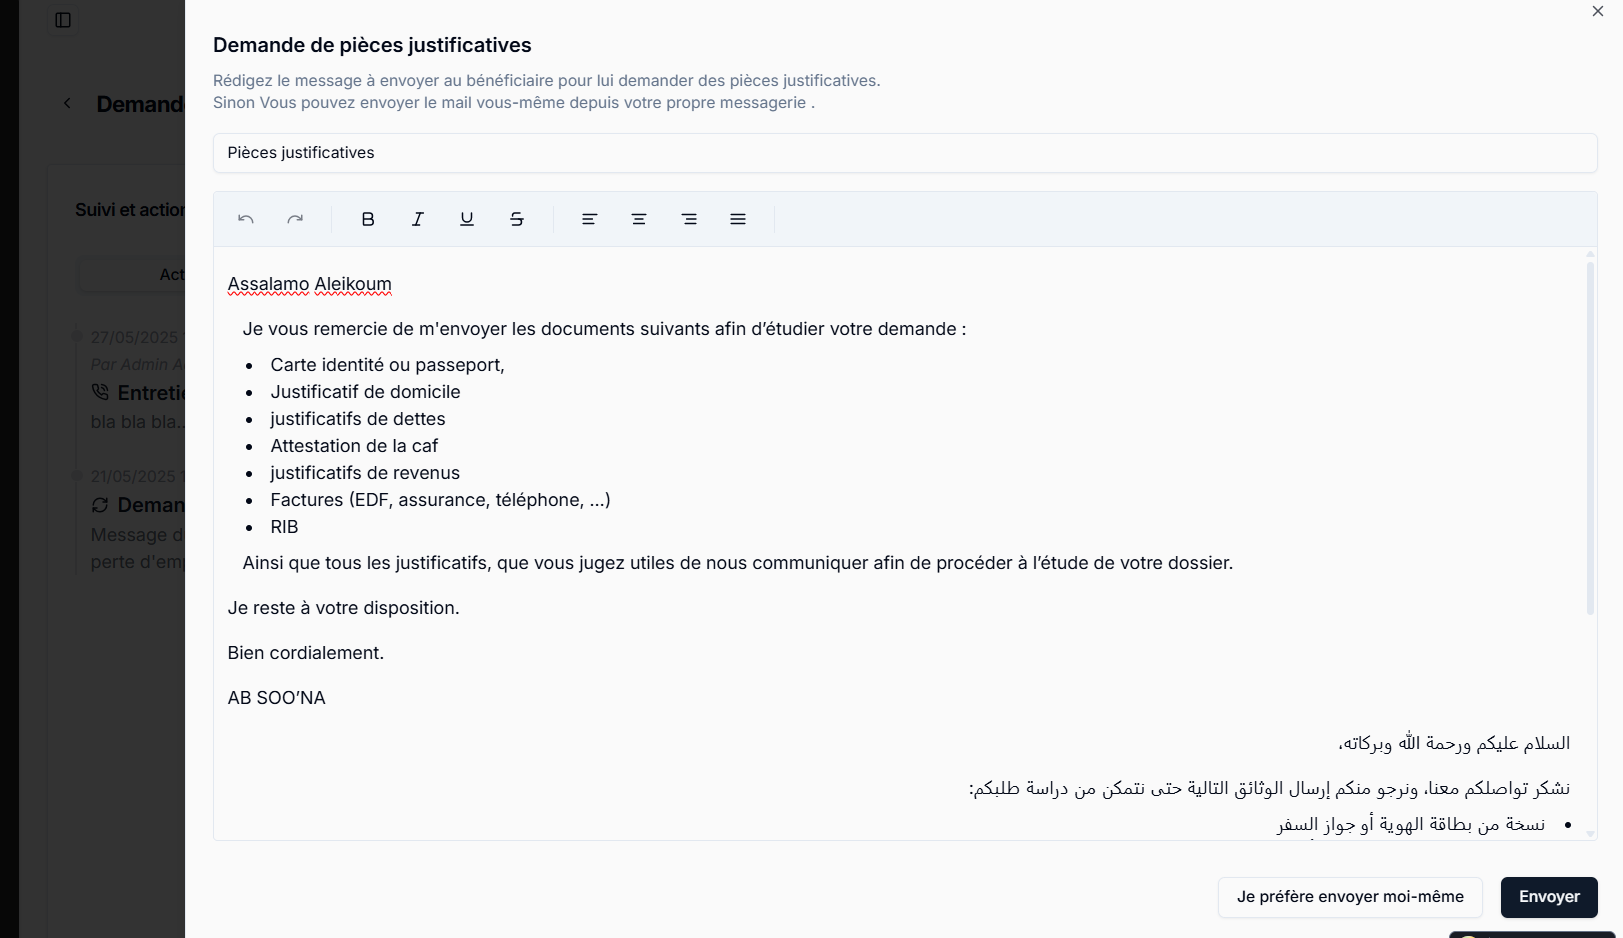 Demand
Suivi et action
Act
27/05/2025 1
Par Admin A
Entretie
bla bla bla..
21/05/2025 1
Deman
Message d
perte d'emp
Demande de pièces justificatives
Rédigez le message à envoyer au bénéficiaire pour lui demander des pièces justificatives.
Sinon Vous pouvez envoyer le mail vous-même depuis votre propre messagerie .
Pièces justificatives
Assalamo Aleikoum
Je vous remercie de m'envoyer les documents suivants afin d’étudier votre demande :
• Carte identité ou passeport,
• Justificatif de domicile
• justificatifs de dettes
• Attestation de la caf
• justificatifs de revenus
• Factures (EDF, assurance, téléphone, ...)
• RIB
Ainsi que tous les justificatifs, que vous jugez utiles de nous communiquer afin de procéder à l’étude de votre dossier.
Je reste à votre disposition.
Bien cordialement.
AB SOO’NA
السلام عليكم ورحمة الله وبركاته،
نشكر تواصلكم معنا، ونرجو منكم إرسال الوثائق التالية حتى نتمكن من دراسة طلبكم:
• نسخة من بطاقة الهوية أو جواز السفر
Je préfère envoyer moi-même
Envoyer